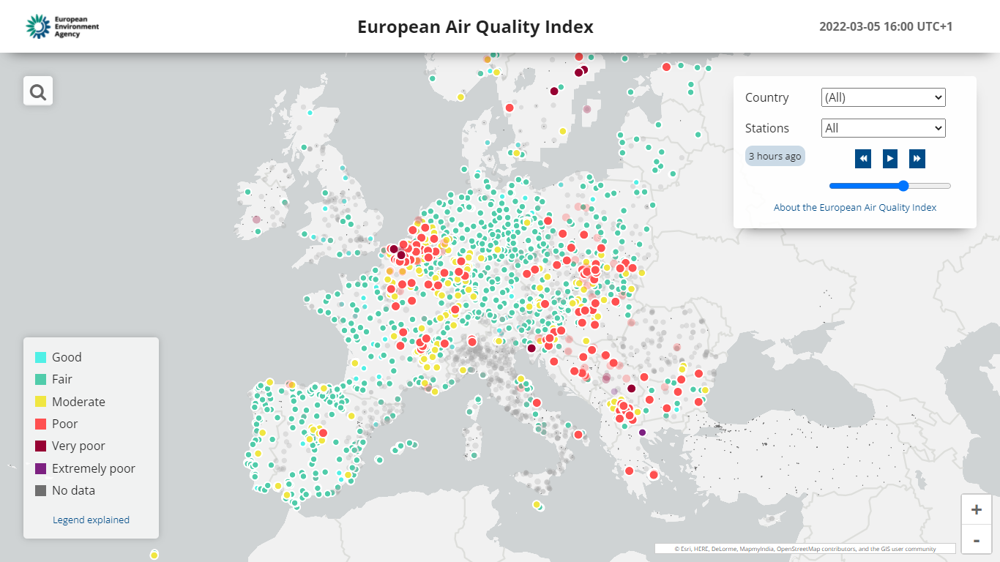 European
Environment
Agency
European Air Quality Index
2022-03-05 16:00 UTC+1
Country
(All)
Stations
All
3 hours ago
About the European Air Quality Index
Good
Fair
Moderate
Poor
Very poor
Extremely poor
No data
Legend explained
+
-
© Esri, HERE, DeLorme, MapmyIndia, OpenStreetMap contributors, and the GIS user community